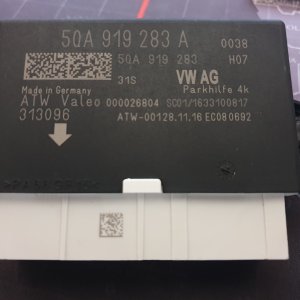 5QA 919 283 A 0038
5QA 919 283 H07
31S VW AG
Made in Germany Parkhilfe 4k
ATW Valeo 000026804 SC01/1633100817
313096 ATW-00128.11.16 EC080692